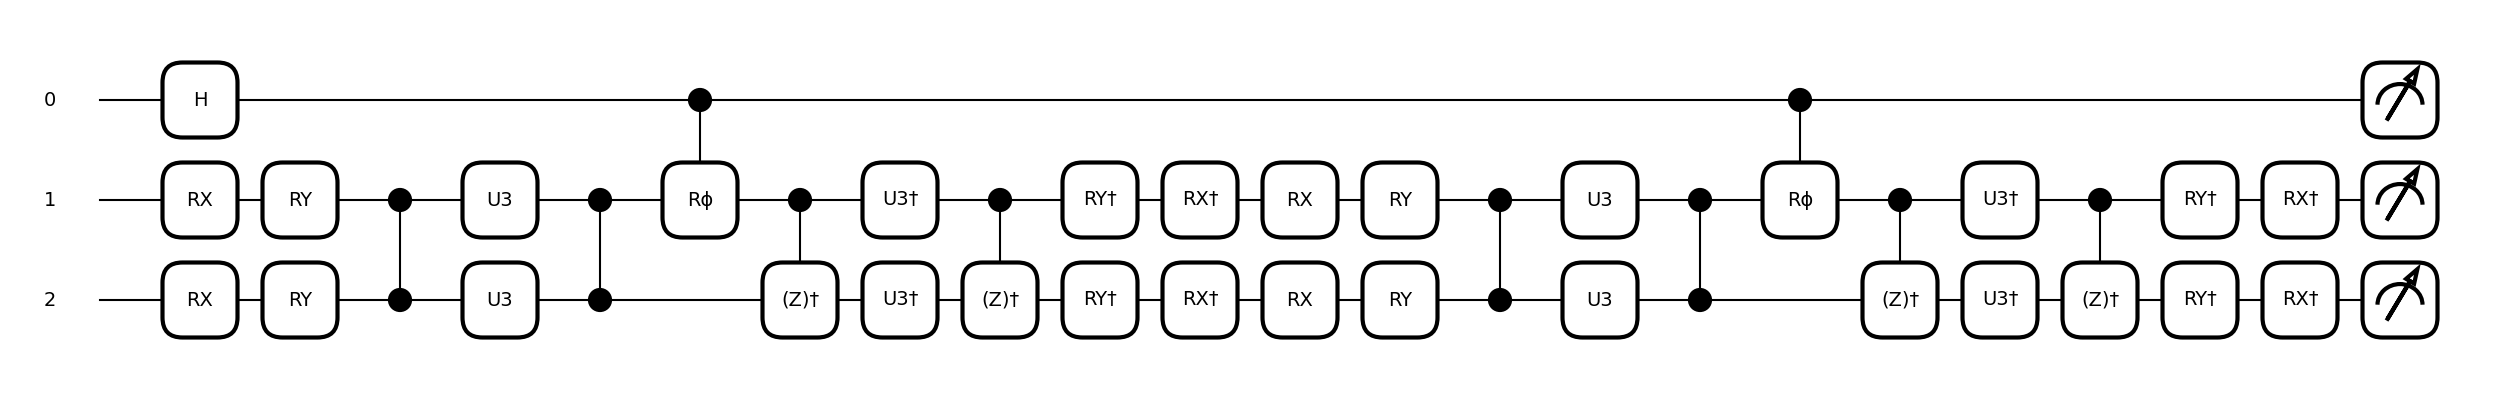 0 H
1 RX RY U3 Rϕ U3† RY† RX† RX RY U3 Rϕ U3† RY† RX†
2 RX RY U3 (Z)† U3† (Z)† RY† RX† RX RY U3 (Z)† U3† (Z)† RY† RX†